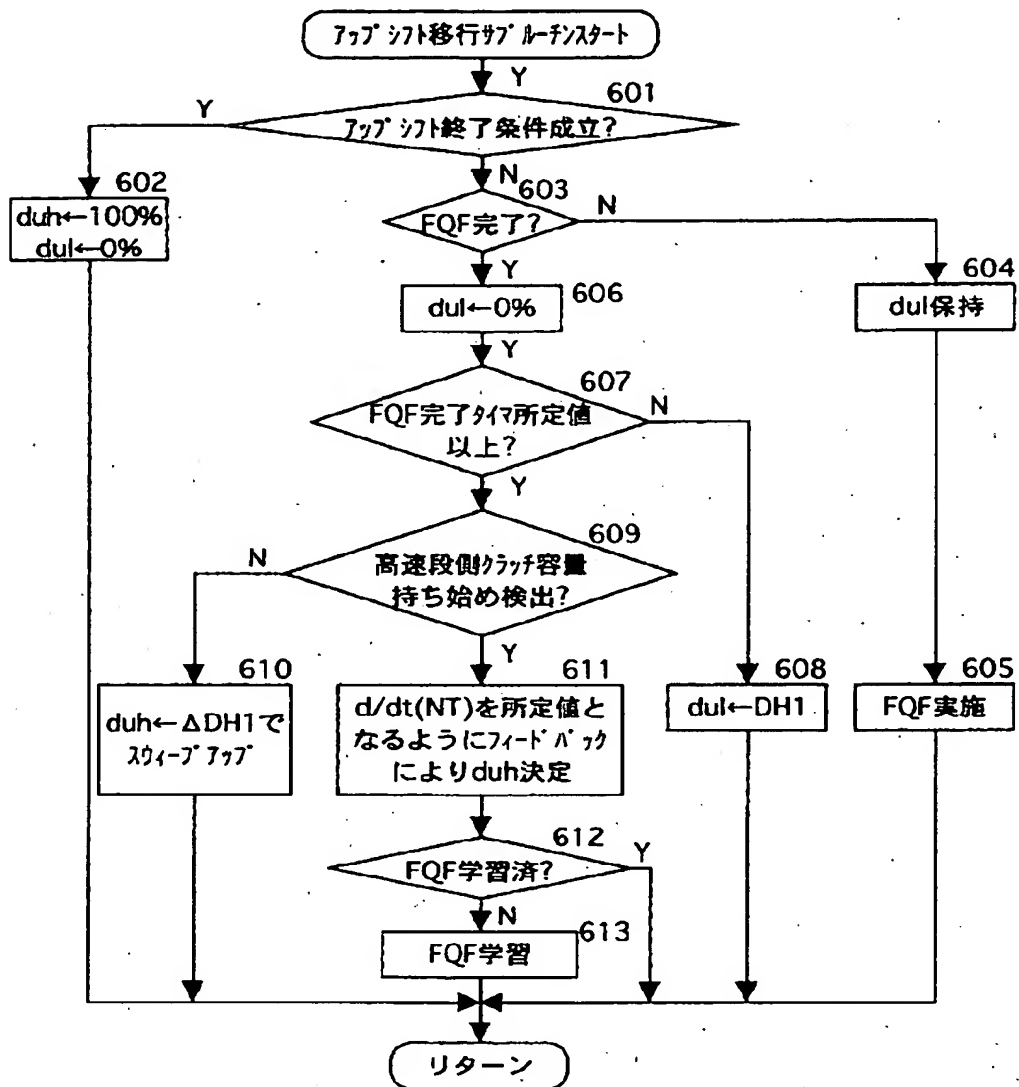 アップシフト移行サブルーチンスタート
Y
601
Y
アップシフト終了条件成立?
N
602
duh←100%
dul←0%
603
FQF完了?
N
Y
604
dul保持
606
dul←0%
Y
607
FQF完了タイマ所定値
以上?
N
Y
609
N
高速段側クラッチ容量
持ち始め検出?
Y
610
duh←ΔDH1で
スウィープアップ
611
d/dt(NT)を所定値と
なるようにフィードバック
によりduh決定
608
dul←DH1
605
FQF実施
612
FQF学習済?
Y
N
613
FQF学習
リターン